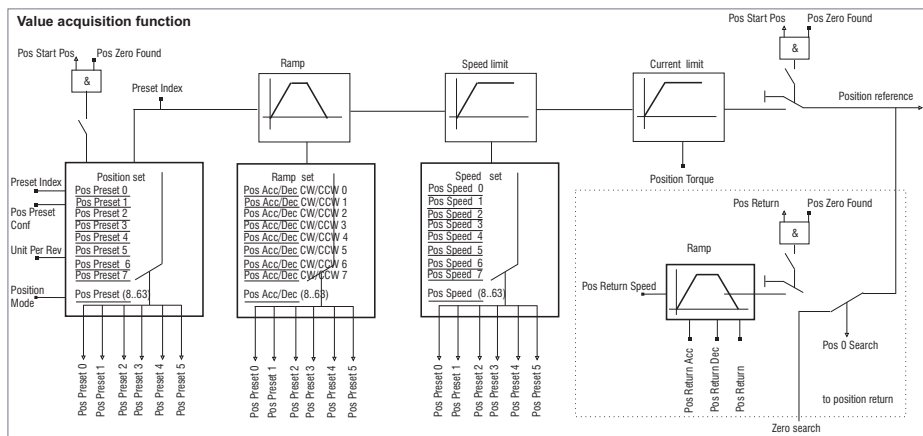 Value acquisition function
Pos Start Pos
Pos Zero Found
&
Preset Index
Ramp
Speed limit
Current limit
Pos Start Pos
Pos Zero Found
&
Position reference
Position Torque
Preset Index
Pos Preset
Conf
Unit Per Rev
Position
Mode
Position set
Pos Preset 0
Pos Preset 1
Pos Preset 2
Pos Preset 3
Pos Preset 4
Pos Preset 5
Pos Preset 6
Pos Preset 7
Pos Preset (8..63)
Pos Preset 0
Pos Preset 1
Pos Preset 2
Pos Preset 3
Pos Preset 4
Pos Preset 5
Ramp set
Pos Acc/Dec CW/CCW 0
Pos Acc/Dec CW/CCW 1
Pos Acc/Dec CW/CCW 2
Pos Acc/Dec CW/CCW 3
Pos Acc/Dec CW/CCW 4
Pos Acc/Dec CW/CCW 5
Pos Acc/Dec CW/CCW 6
Pos Acc/Dec CW/CCW 7
Pos Acc/Dec (8..63)
Pos Preset 0
Pos Preset 1
Pos Preset 2
Pos Preset 3
Pos Preset 4
Pos Preset 5
Speed set
Pos Speed 0
Pos Speed 1
Pos Speed 2
Pos Speed 3
Pos Speed 4
Pos Speed 5
Pos Speed 6
Pos Speed 7
Pos Speed (8..63)
Pos Preset 0
Pos Preset 1
Pos Preset 2
Pos Preset 3
Pos Preset 4
Pos Preset 5
Pos Return
Pos Zero Found
&
Ramp
Pos Return Speed
Pos Return Acc
Pos Return Dec
Pos Return
Pos 0 Search
to position return
Zero search